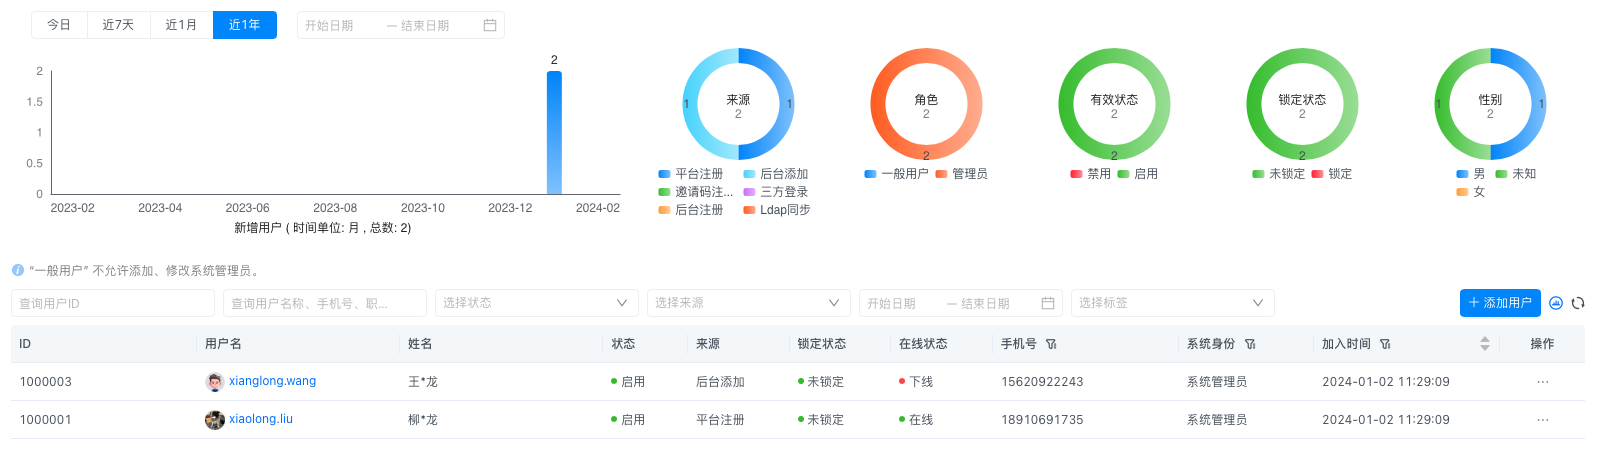 今日 近7天 近1月 近1年 开始日期 — 结束日期
2
2
1.5
1
0.5
0
2023-02 2023-04 2023-06 2023-08 2023-10 2023-12 2024-02
新增用户 ( 时间单位: 月 , 总数: 2)
来源
2
1 1
平台注册 后台添加
邀请码注... 三方登录
后台注册 Ldap同步
角色
2
2
一般用户 管理员
有效状态
2
2
禁用 启用
锁定状态
2
2
未锁定 锁定
性别
2
1 1
男 未知
女
“一般用户” 不允许添加、修改系统管理员。
查询用户ID 查询用户名称、手机号、职... 选择状态 选择来源 开始日期 — 结束日期 选择标签 + 添加用户
ID 用户名 姓名 状态 来源 锁定状态 在线状态 手机号 系统身份 加入时间 操作
1000003 xianglong.wang 王*龙 启用 后台添加 未锁定 下线 15620922243 系统管理员 2024-01-02 11:29:09 ...
1000001 xiaolong.liu 柳*龙 启用 平台注册 未锁定 在线 18910691735 系统管理员 2024-01-02 11:29:09 ...